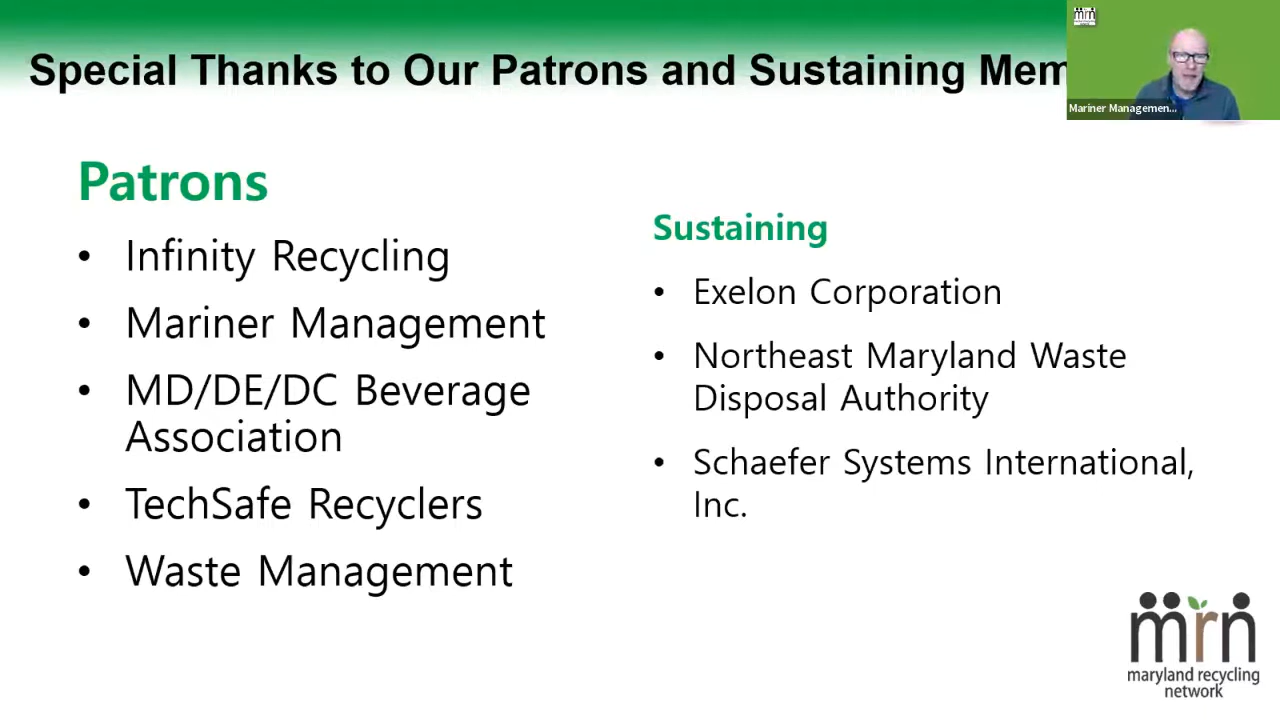 Special Thanks to Our Patrons and Sustaining Mem
mrn
Mariner Managemen...
Patrons
• Infinity Recycling
• Mariner Management
• MD/DE/DC Beverage
Association
• TechSafe Recyclers
• Waste Management
Sustaining
• Exelon Corporation
• Northeast Maryland Waste
Disposal Authority
• Schaefer Systems International,
Inc.
mrn
maryland recycling
network